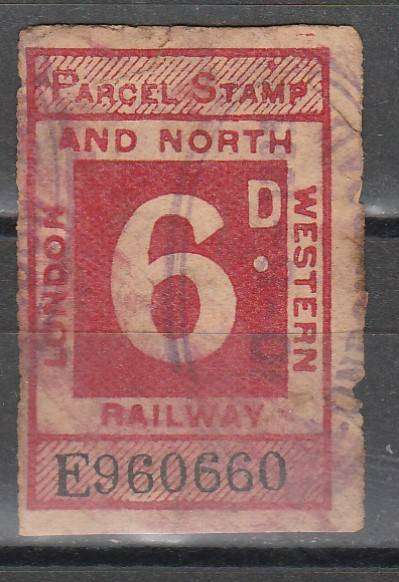 PARCEL STAMP
LONDON
AND NORTH
WESTERN
RAILWAY
6D.
E960660